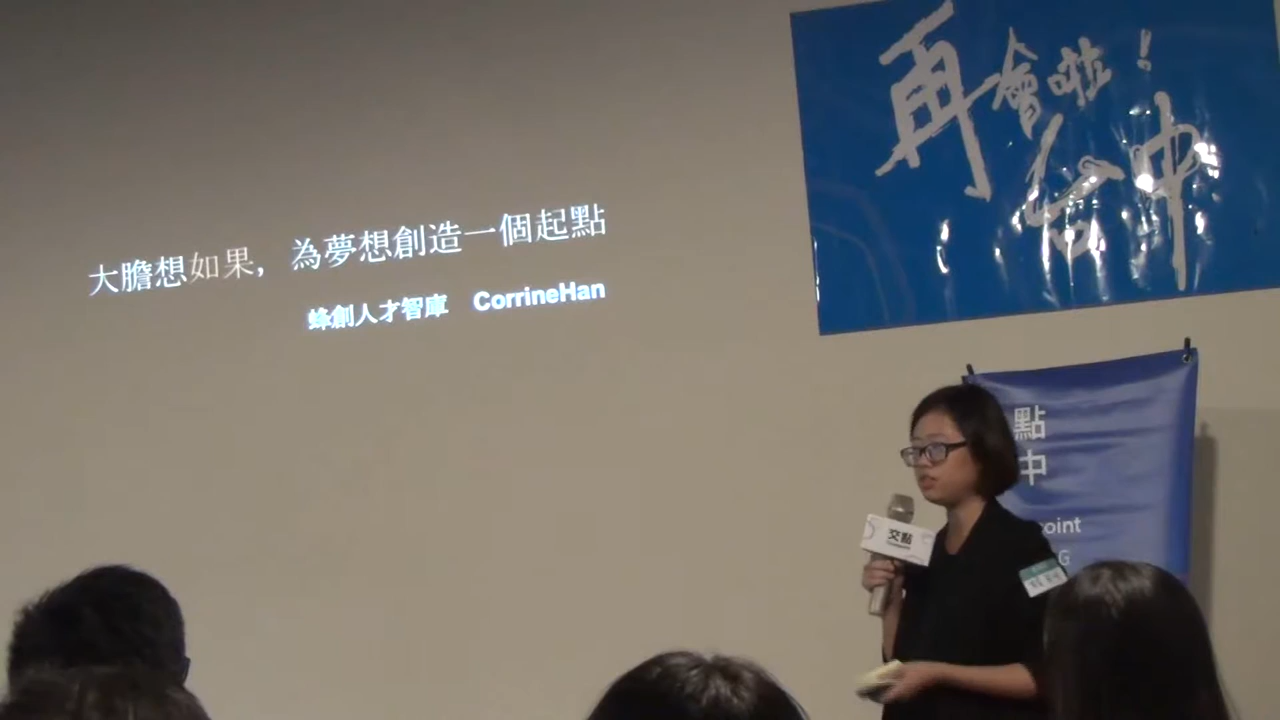 大膽想如果，為夢想創造一個起點
蜂創人才智庫 CorrineHan
再會啦！
台中
點
中
point
G
交點